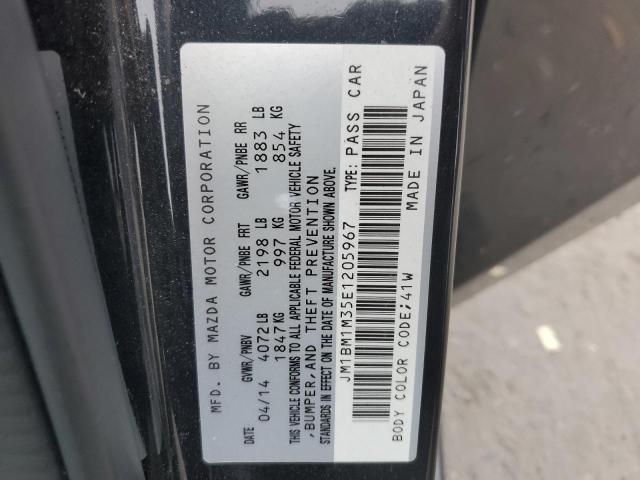 MFD. BY MAZDA MOTOR CORPORATION
DATE GVWR/PNBV GAWR/PNBE FRT GAWR/PNBE RR
04/14 4072 LB 2198 LB 1883 LB
1847 KG 997 KG 854 KG
THIS VEHICLE CONFORMS TO ALL APPLICABLE FEDERAL MOTOR VEHICLE SAFETY
,BUMPER,AND THEFT PREVENTION
STANDARDS IN EFFECT ON THE DATE OF MANUFACTURE SHOWN ABOVE.
JM1BM1M35E1205967 TYPE: PASS CAR
BODY COLOR CODE;41W MADE IN JAPAN